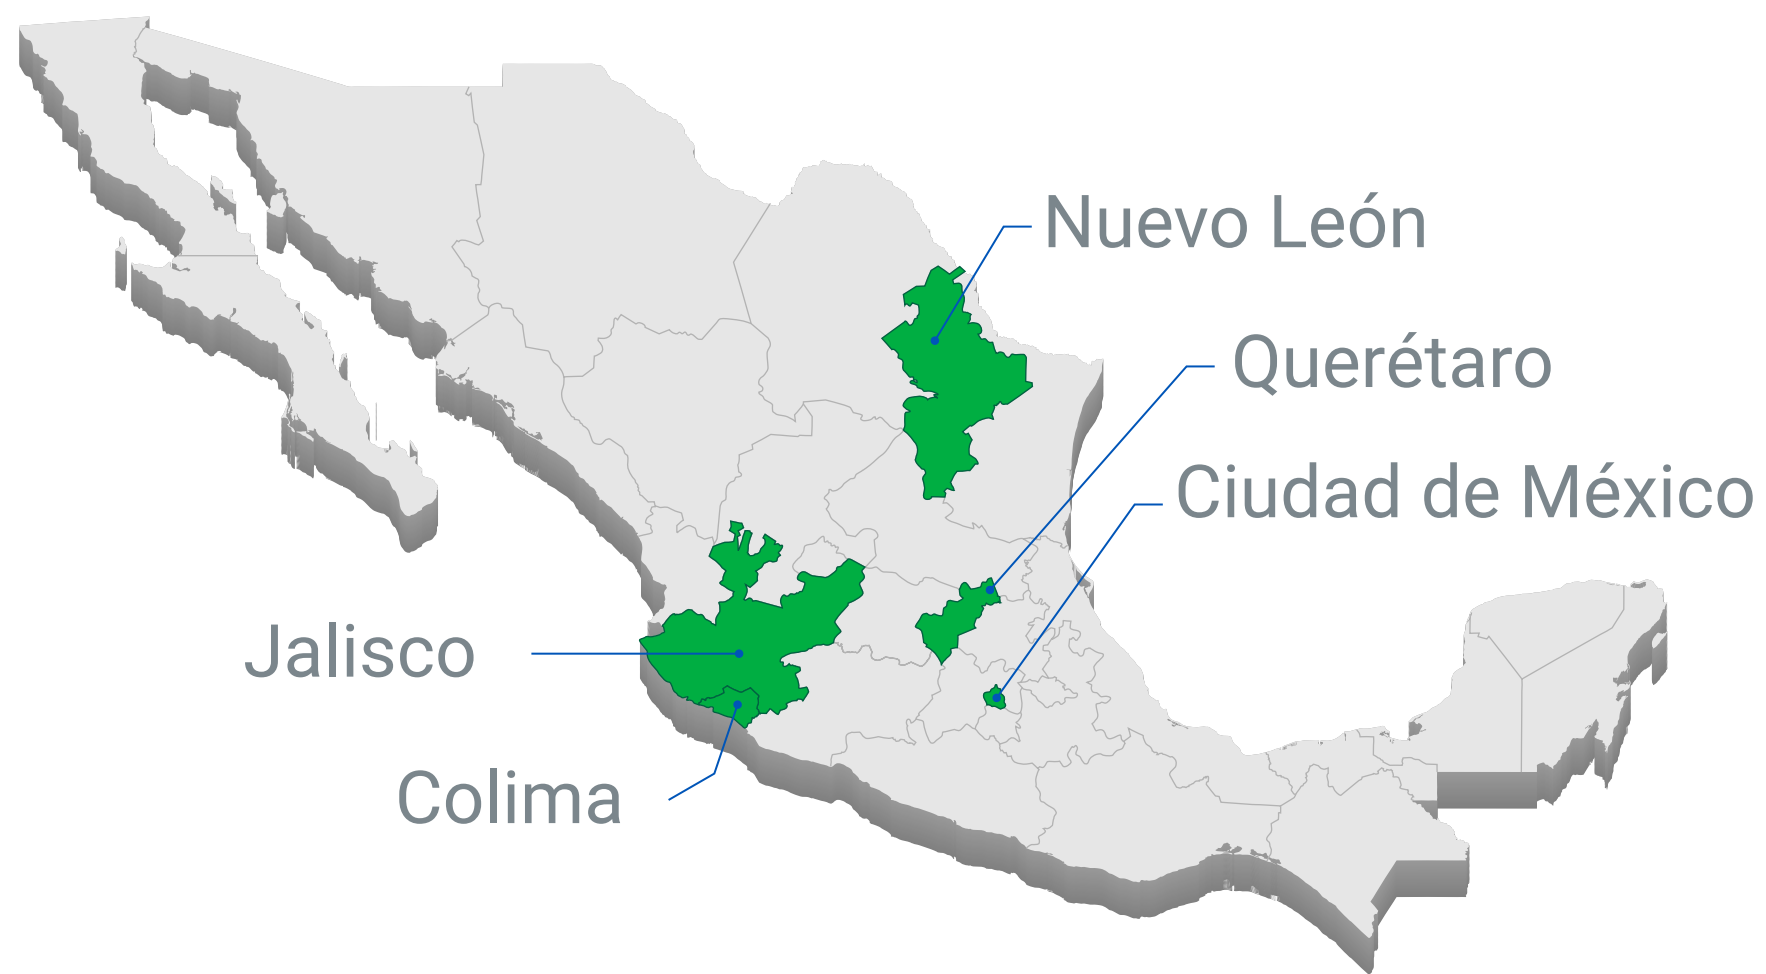 Nuevo León
Querétaro
Ciudad de México
Jalisco
Colima